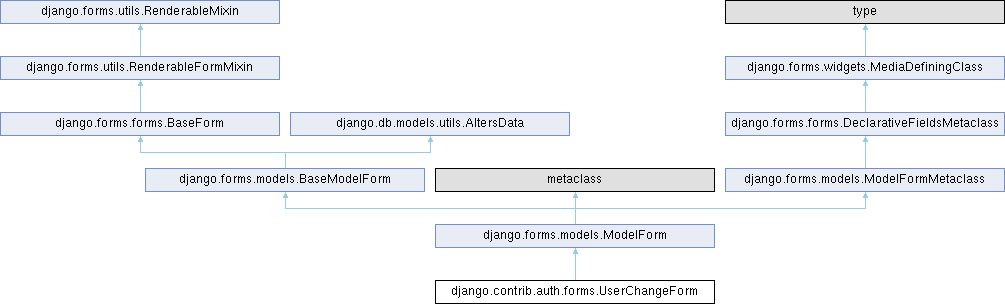 django.forms.utils.RenderableMixin
type
django.forms.utils.RenderableFormMixin
django.forms.widgets.MediaDefiningClass
django.forms.forms.BaseForm
django.db.models.utils.AltersData
django.forms.forms.DeclarativeFieldsMetaclass
django.forms.models.BaseModelForm
metaclass
django.forms.models.ModelFormMetaclass
django.forms.models.ModelForm
django.contrib.auth.forms.UserChangeForm